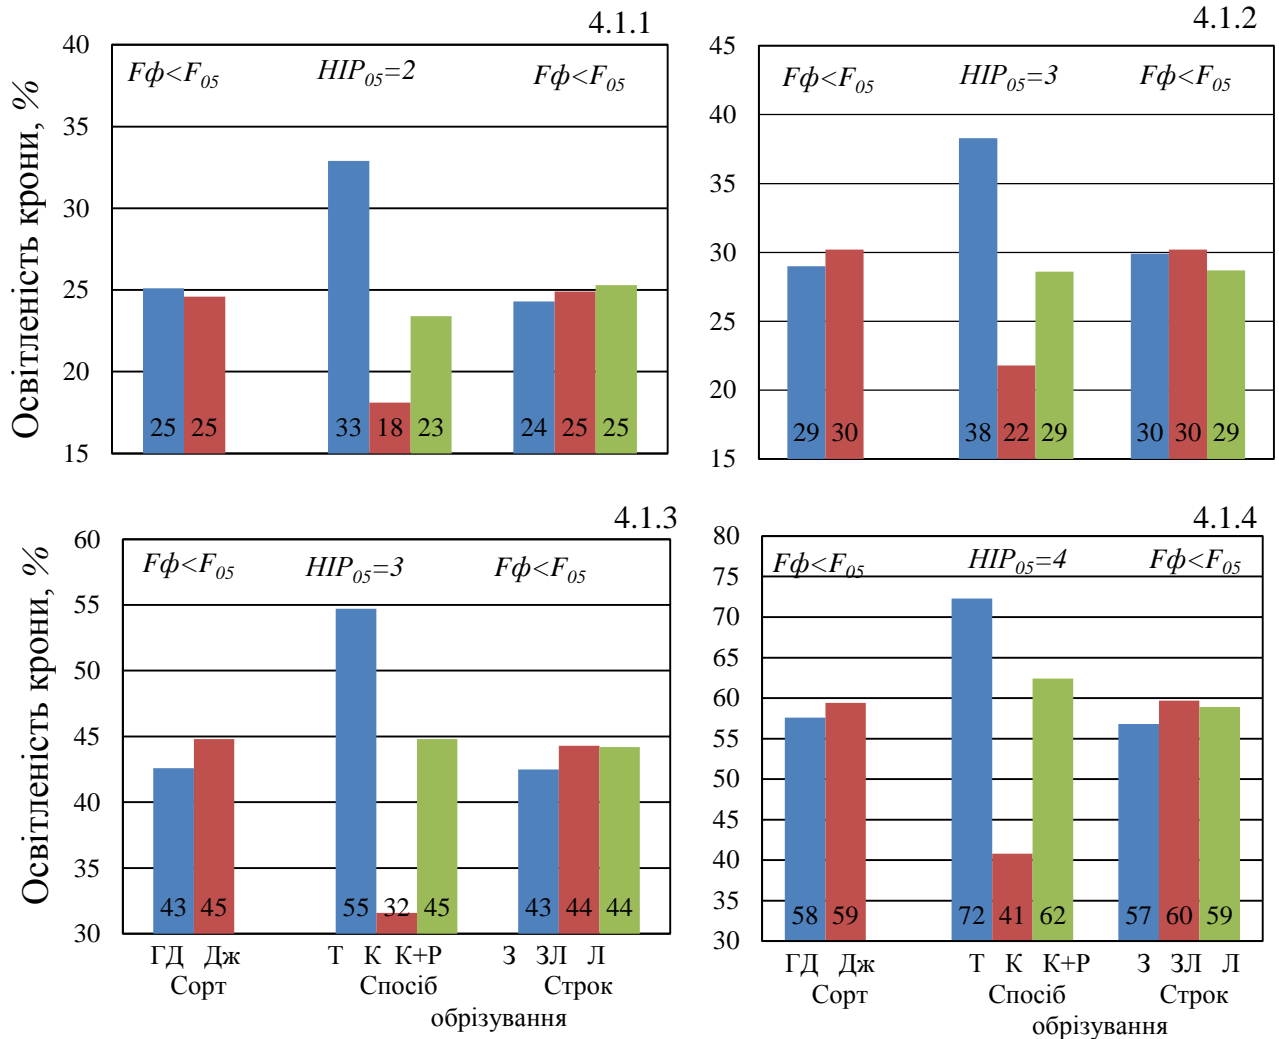 4.1.1
Освітленість крони, %
40
35
30
25
20
15
Fф<F05
НІР05=2
Fф<F05
25 25
33 18 23
24 25 25
4.1.2
45
40
35
30
25
20
15
Fф<F05
НІР05=3
Fф<F05
29 30
38 22 29
30 30 29
4.1.3
Освітленість крони, %
60
55
50
45
40
35
30
Fф<F05
НІР05=3
Fф<F05
43 45
55 32 45
43 44 44
ГД Дж Т К К+Р З ЗЛ Л
Сорт Спосіб Строк
обрізування
4.1.4
80
75
70
65
60
55
50
45
40
35
30
Fф<F05
НІР05=4
Fф<F05
58 59
72 41 62
57 60 59
ГД Дж Т К К+Р З ЗЛ Л
Сорт Спосіб Строк
обрізування